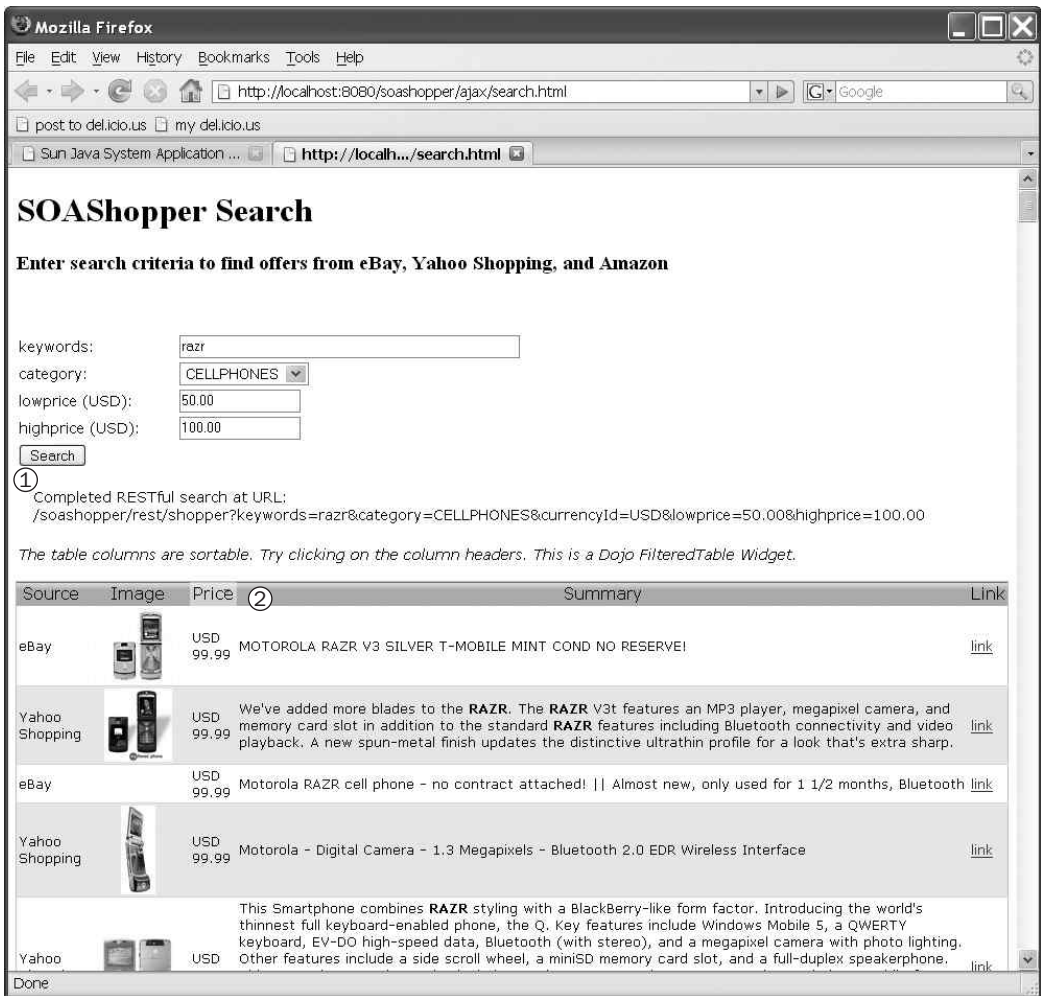 Mozilla Firefox
File Edit View History Bookmarks Tools Help
http://localhost:8080/soashopper/ajax/search.html
G Google
post to del.icio.us my del.icio.us
Sun Java System Application ... http://localh.../search.html
SOAShopper Search
Enter search criteria to find offers from eBay, Yahoo Shopping, and Amazon
keywords: razr
category: CELLPHONES
lowprice (USD): 50.00
highprice (USD): 100.00
Search
①
Completed RESTful search at URL:
/soashopper/rest/shopper?keywords=razr&category=CELLPHONES&currencyId=USD&lowprice=50.00&highprice=100.00
The table columns are sortable. Try clicking on the column headers. This is a Dojo FilteredTable Widget.
Source Image Price ② Summary Link
eBay USD 99.99 MOTOROLA RAZR V3 SILVER T-MOBILE MINT COND NO RESERVE! link
Yahoo Shopping USD 99.99 We've added more blades to the RAZR. The RAZR V3t features an MP3 player, megapixel camera, and
memory card slot in addition to the standard RAZR features including Bluetooth connectivity and video link
playback. A new spun-metal finish updates the distinctive ultrathin profile for a look that's extra sharp.
eBay USD 99.99 Motorola RAZR cell phone - no contract attached! || Almost new, only used for 1 1/2 months, Bluetooth link
Yahoo Shopping USD 99.99 Motorola - Digital Camera - 1.3 Megapixels - Bluetooth 2.0 EDR Wireless Interface link
This Smartphone combines RAZR styling with a BlackBerry-like form factor. Introducing the world's
thinnest full keyboard-enabled phone, the Q. Key features include Windows Mobile 5, a QWERTY
keyboard, EV-DO high-speed data, Bluetooth (with stereo), and a megapixel camera with photo lighting.
Yahoo USD Other features include a side scroll wheel, a miniSD memory card slot, and a full-duplex speakerphone.
link
Done